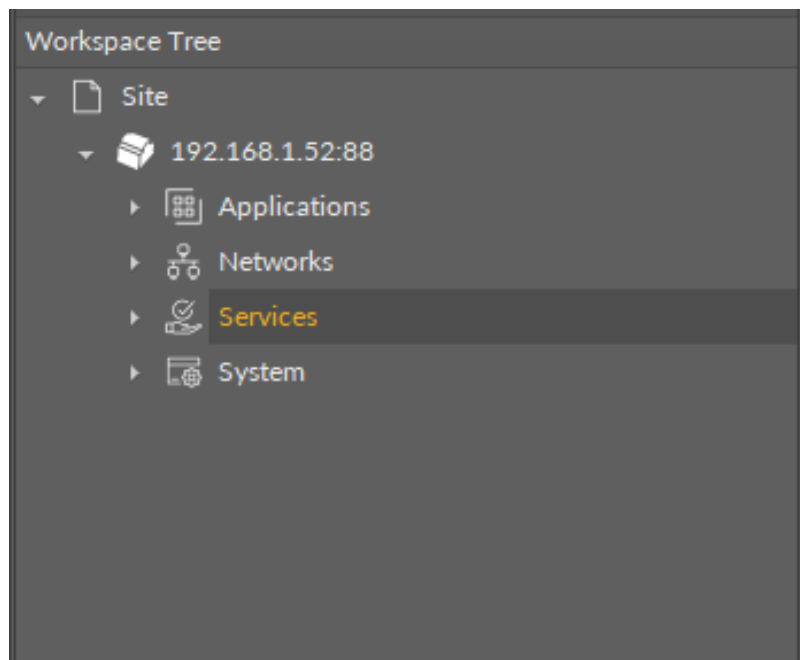 Workspace Tree
Site
192.168.1.52:88
Applications
Networks
Services
System